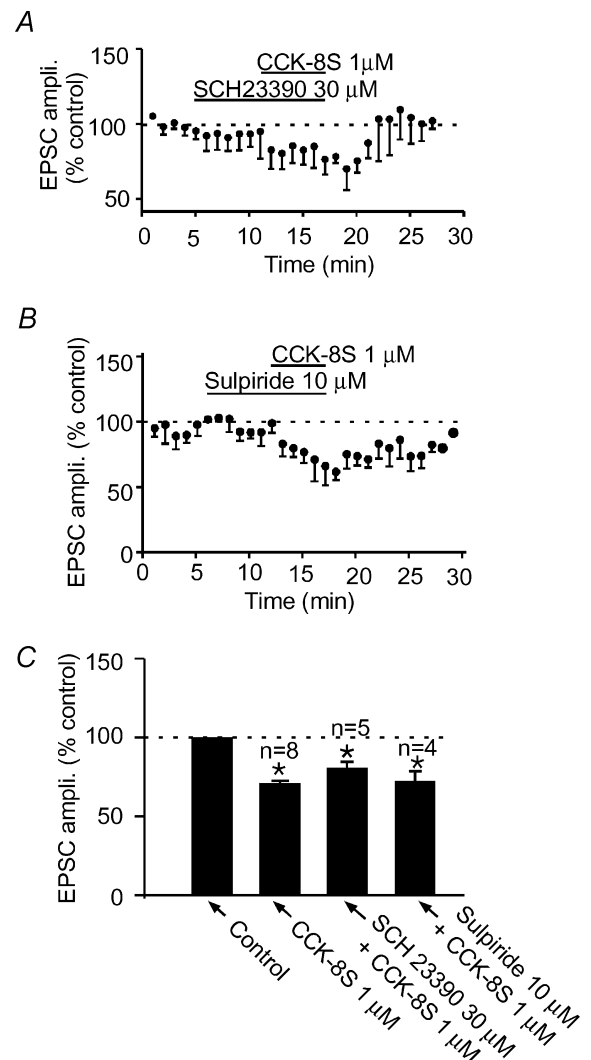 A
CCK-8S 1μM
SCH23390 30 μM
EPSC ampli.
(% control)
150
100
50
0 5 10 15 20 25 30
Time (min)
B
CCK-8S 1 μM
Sulpiride 10 μM
EPSC ampli. (% control)
150
100
50
0
0 5 10 15 20 25 30
Time (min)
C
EPSC ampli. (% control)
150
100
50
0
n=8
*
n=5
*
n=4
*
Control
CCK-8S 1 μM
SCH 23390 30 μM
+ CCK-8S 1 μM
Sulpiride 10 μM
+ CCK-8S 1 μM